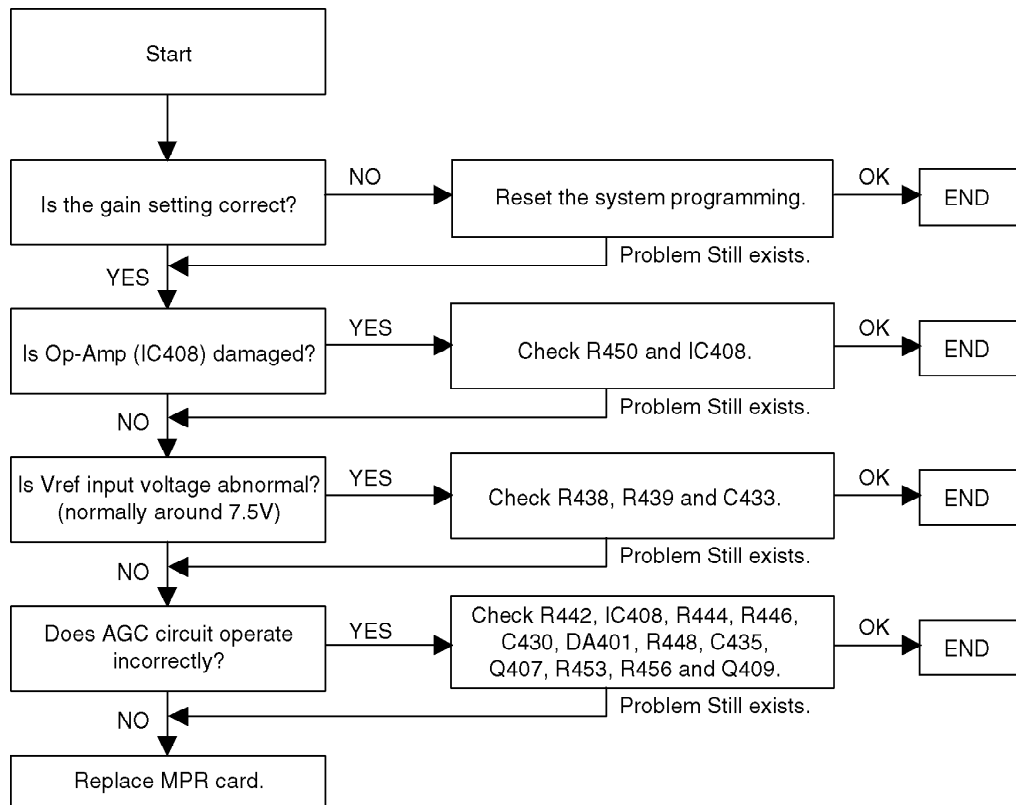 Start
Is the gain setting correct?
NO
Reset the system programming.
OK
END
Problem Still exists.
YES
Is Op-Amp (IC408) damaged?
YES
Check R450 and IC408.
OK
END
Problem Still exists.
NO
Is Vref input voltage abnormal?
(normally around 7.5V)
YES
Check R438, R439 and C433.
OK
END
Problem Still exists.
NO
Does AGC circuit operate
incorrectly?
YES
Check R442, IC408, R444, R446,
C430, DA401, R448, C435,
Q407, R453, R456 and Q409.
OK
END
Problem Still exists.
NO
Replace MPR card.